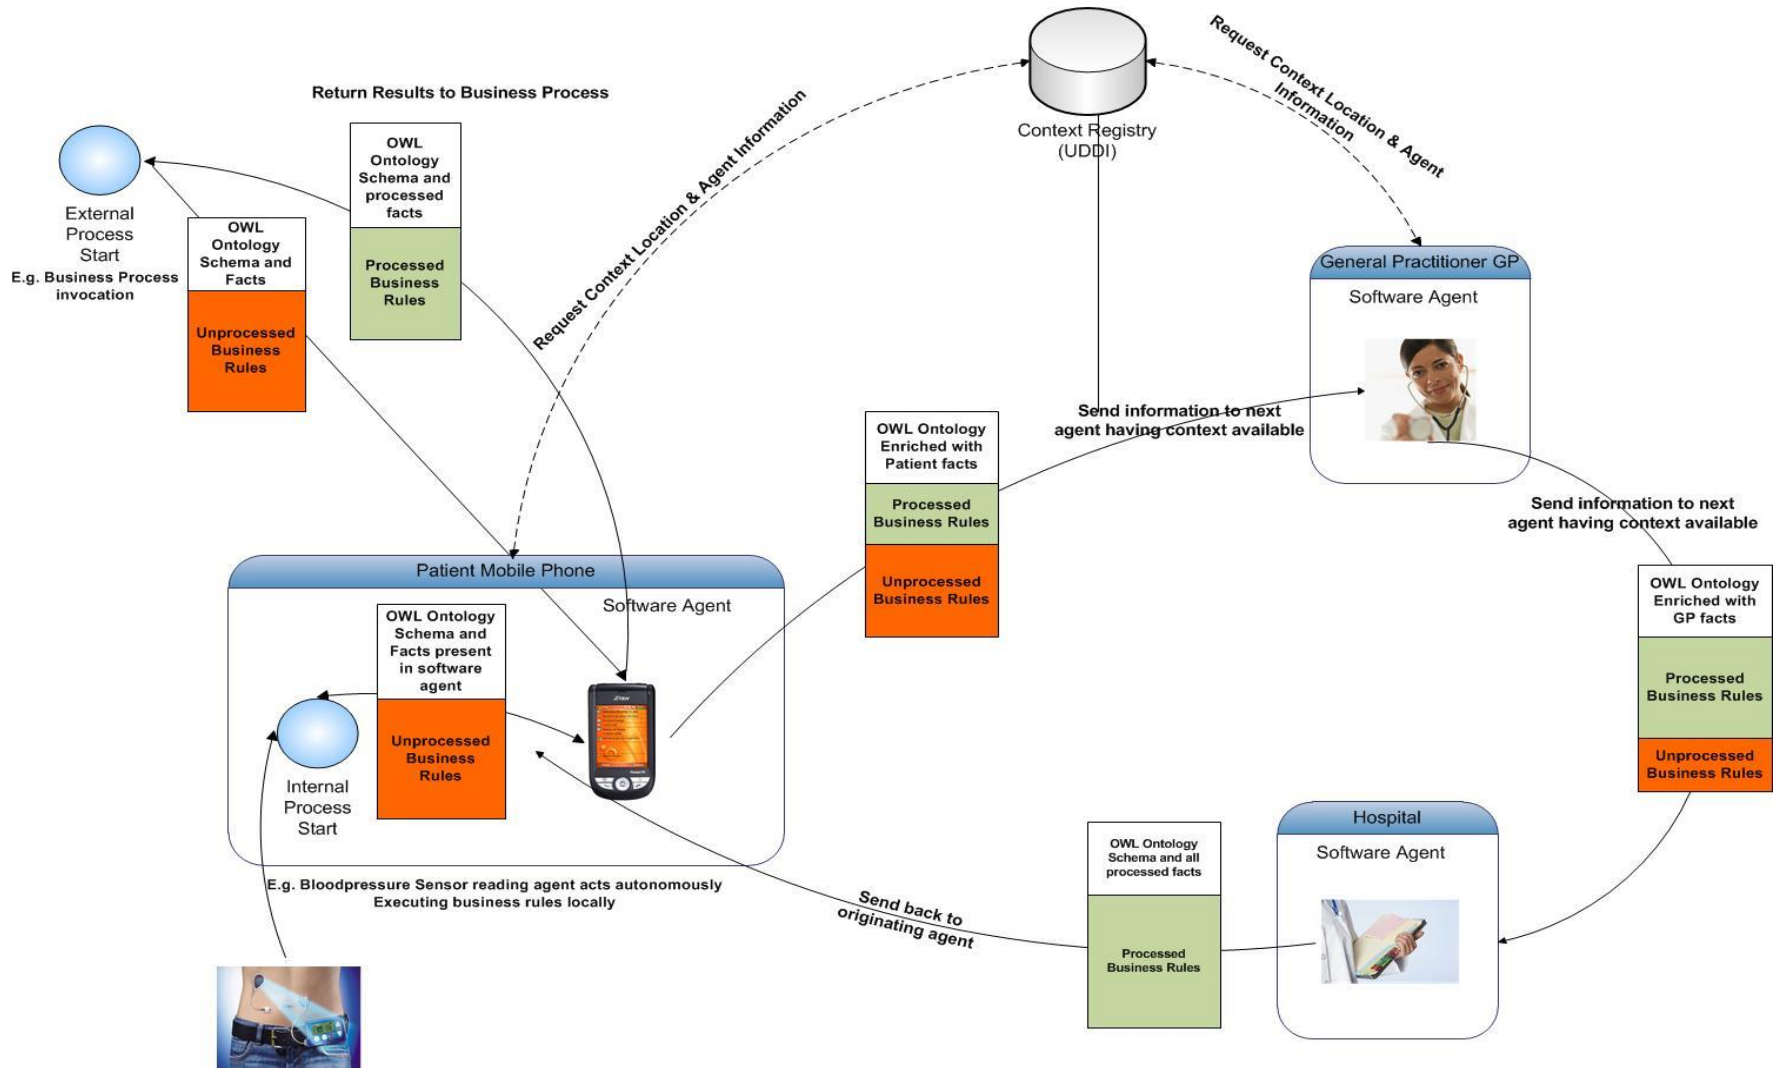 Return Results to Business Process
External
Process
Start
E.g. Business Process
invocation
OWL
Ontology
Schema and
Facts
Unprocessed
Business
Rules
OWL
Ontology
Schema and
processed
facts
Processed
Business
Rules
Request Context Location & Agent Information
Context Registry
(UDDI)
Request Context Location & Agent
Information
General Practitioner GP
Software Agent
Send information to next
agent having context available
OWL Ontology
Enriched with
Patient facts
Processed
Business Rules
Unprocessed
Business Rules
Send information to next
agent having context available
OWL Ontology
Enriched with
GP facts
Processed
Business Rules
Unprocessed
Business Rules
Patient Mobile Phone
Software Agent
OWL Ontology
Schema and
Facts present
in software
agent
Unprocessed
Business
Rules
Internal
Process
Start
E.g. Bloodpressure Sensor reading agent acts autonomously
Executing business rules locally
Send back to
originating agent
OWL Ontology
Schema and all
processed facts
Processed
Business Rules
Hospital
Software Agent